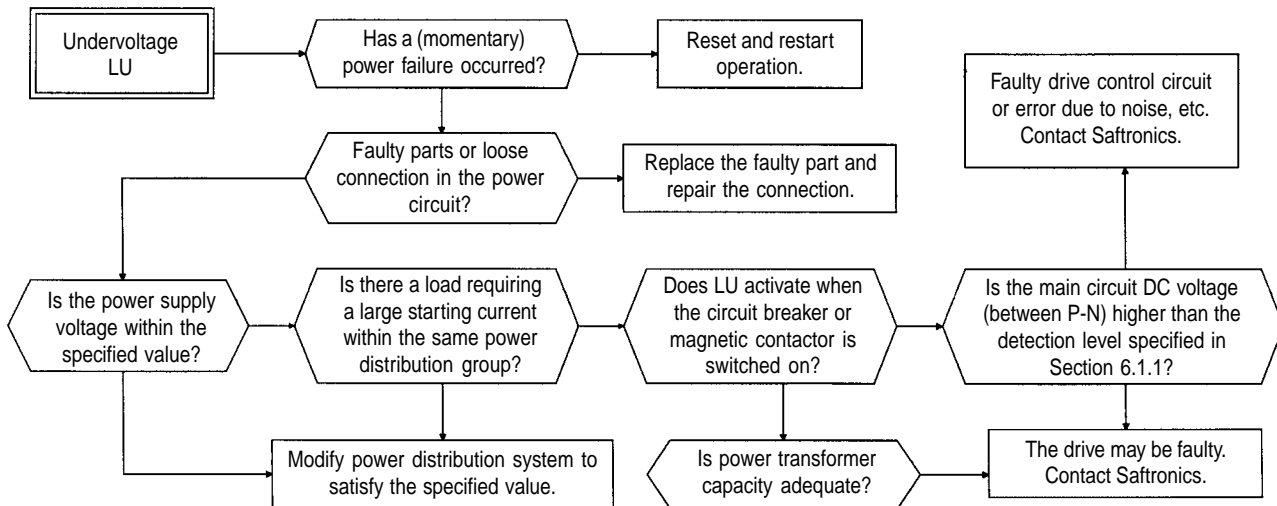 Undervoltage
LU
Has a (momentary)
power failure occurred?
Reset and restart
operation.
Faulty drive control circuit
or error due to noise, etc.
Contact Saftronics.
Faulty parts or loose
connection in the power
circuit?
Replace the faulty part and
repair the connection.
Is the power supply
voltage within the
specified value?
Is there a load requiring
a large starting current
within the same power
distribution group?
Does LU activate when
the circuit breaker or
magnetic contactor is
switched on?
Is the main circuit DC voltage
(between P-N) higher than the
detection level specified in
Section 6.1.1?
Modify power distribution system to
satisfy the specified value.
Is power transformer
capacity adequate?
The drive may be faulty.
Contact Saftronics.